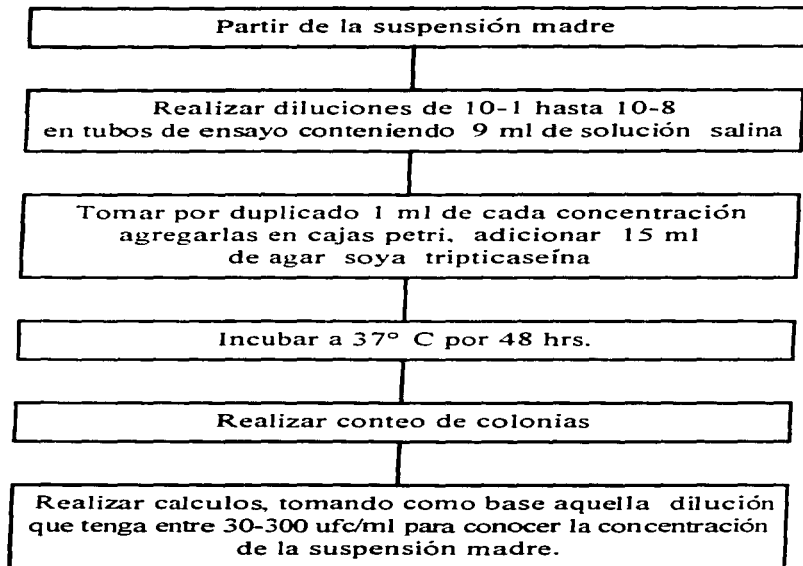 Partir de la suspensión madre
Realizar diluciones de 10-1 hasta 10-8
en tubos de ensayo conteniendo 9 ml de solución salina
Tomar por duplicado 1 ml de cada concentración
agregarlas en cajas petri, adicionar 15 ml
de agar soya tripticaseína
Incubar a 37° C por 48 hrs.
Realizar conteo de colonias
Realizar calculos, tomando como base aquella dilución
que tenga entre 30-300 ufc/ml para conocer la concentración
de la suspensión madre.